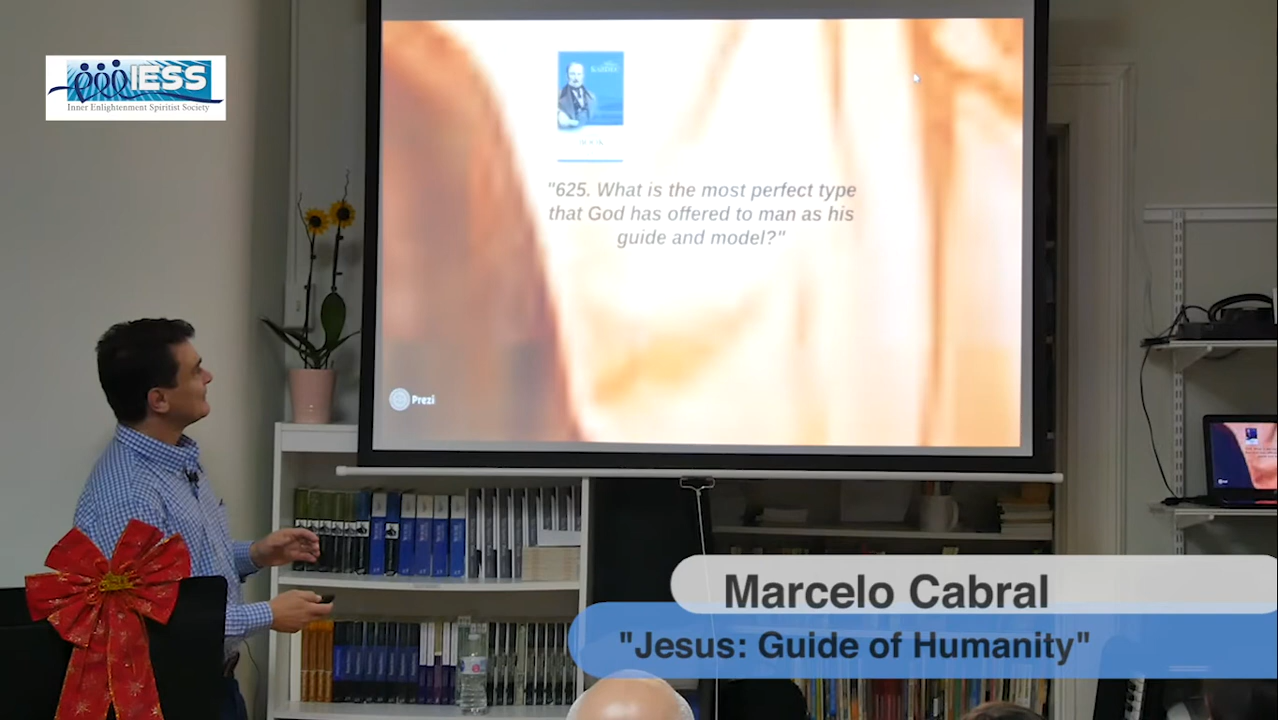 IESS
Inner Enlightenment Spiritist Society
KARDEC
"625. What is the most perfect type
that God has offered to man as his
guide and model?"
Prezi
Marcelo Cabral
"Jesus: Guide of Humanity"